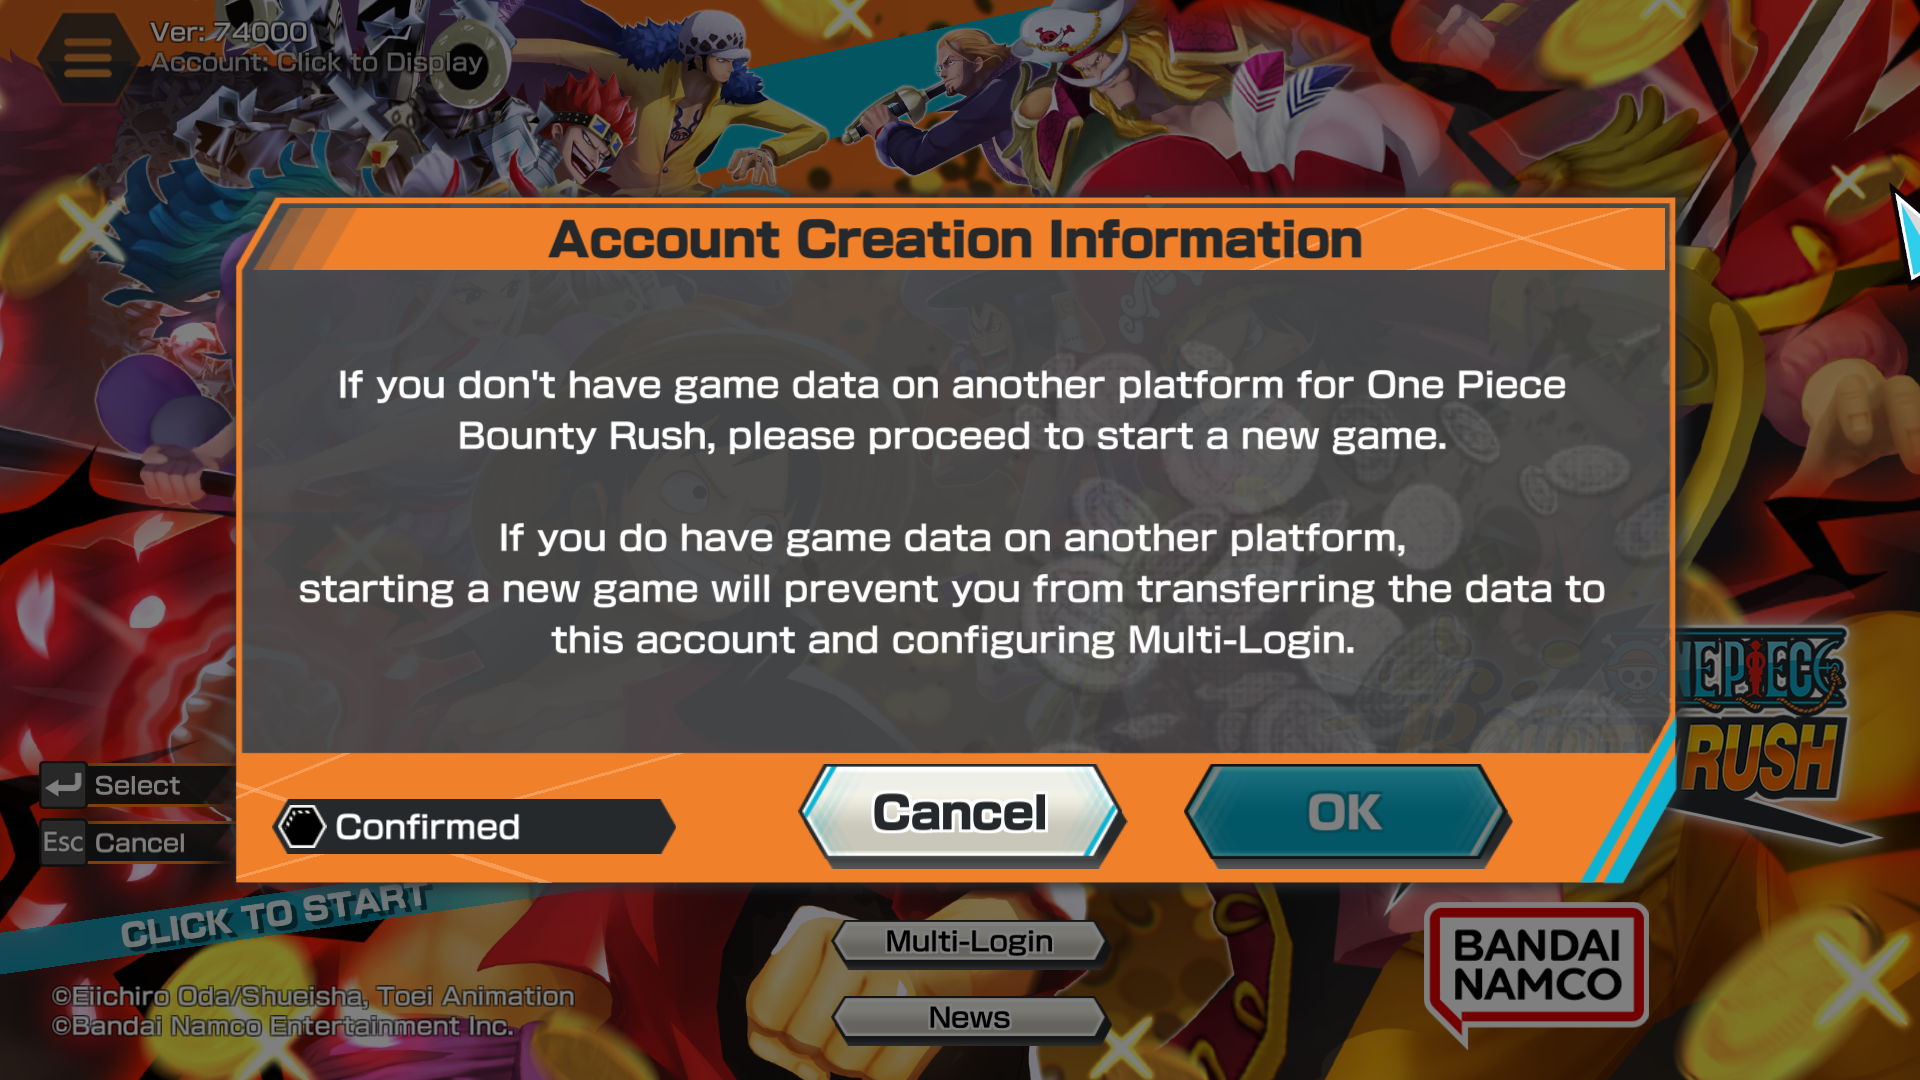 Ver: 74000
Account: Click to Display
Account Creation Information
If you don't have game data on another platform for One Piece
Bounty Rush, please proceed to start a new game.
If you do have game data on another platform,
starting a new game will prevent you from transferring the data to
this account and configuring Multi-Login.
Select
Esc Cancel
Confirmed
Cancel
OK
ONE PIECE
RUSH
CLICK TO START
Multi-Login
News
BANDAI
NAMCO
©Eiichiro Oda/Shueisha, Toei Animation
©Bandai Namco Entertainment Inc.